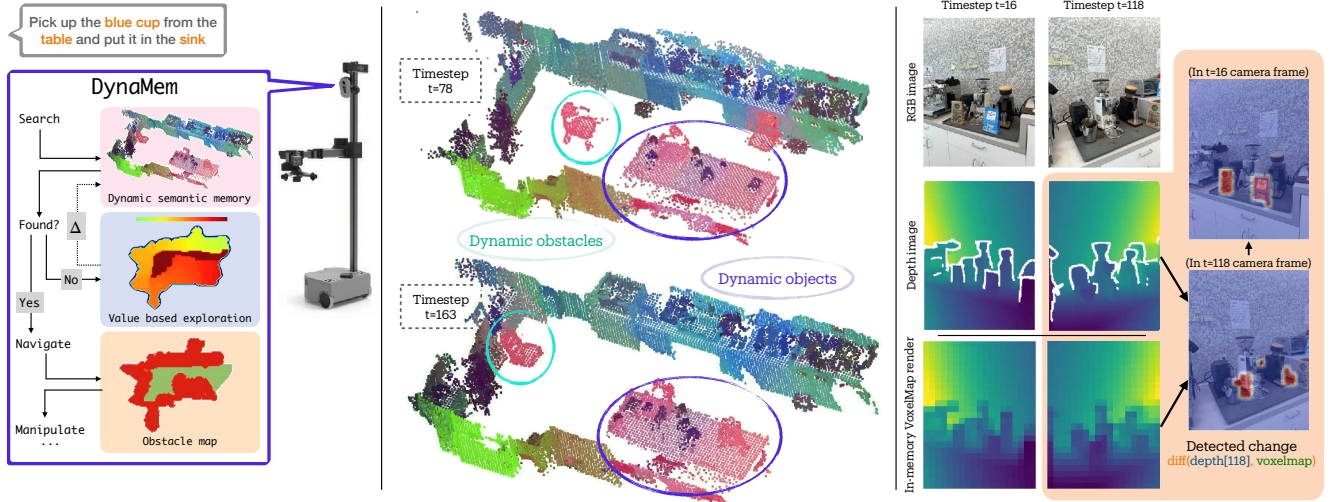 Pick up the blue cup from the
table and put it in the sink
DynaMem
Search
Dynamic semantic memory
Found?
Δ
No
Value based exploration
Yes
Navigate
Manipulate
...
Obstacle map
Timestep
t=78
Dynamic obstacles
Dynamic objects
Timestep
t=163
Timestep t=16
Timestep t=118
RGB image
Depth image
In-memory VoxelMap render
(In t=16 camera frame)
(In t=118 camera frame)
Detected change
diff(depth[118], voxelmap)